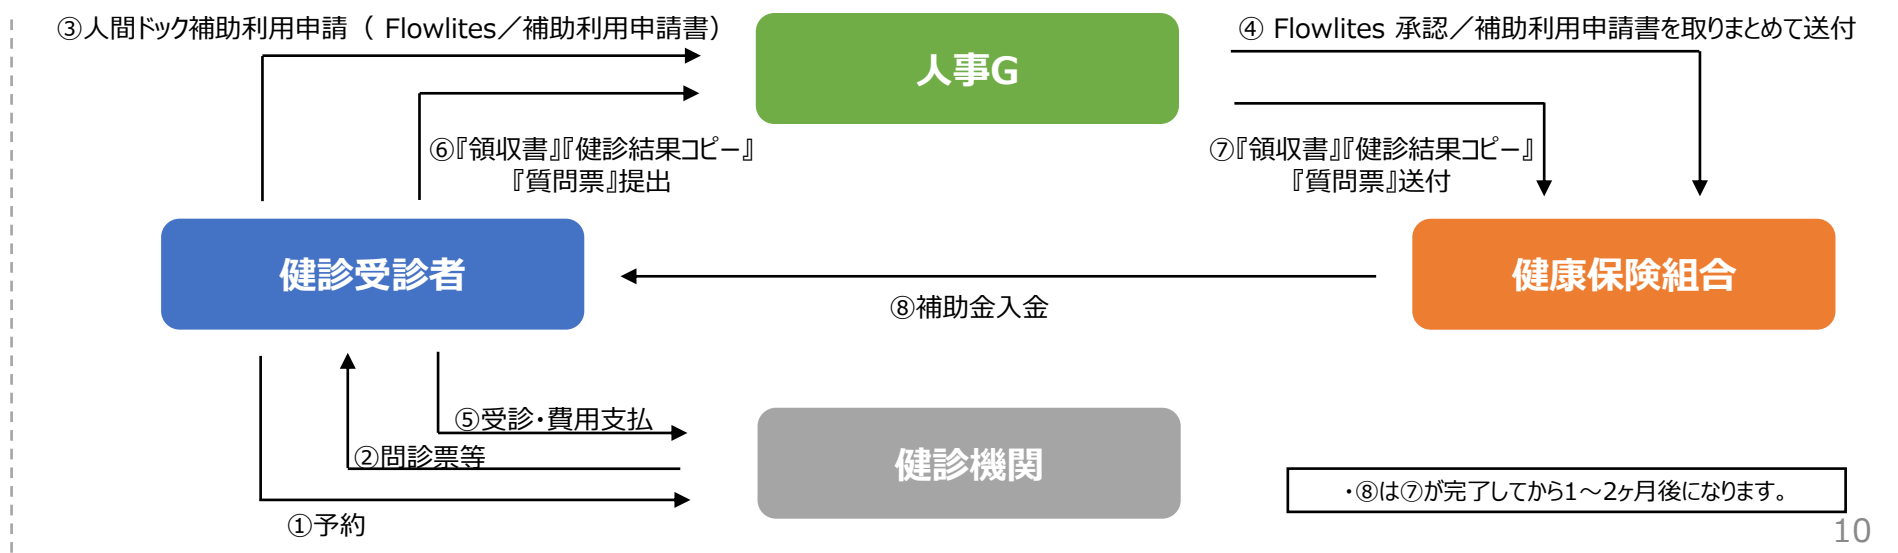 ③人間ドック補助利用申請（ Flowlites／補助利用申請書）
④ Flowlites 承認／補助利用申請書を取りまとめて送付
人事G
⑥『領収書』『健診結果コピー』
『質問票』提出
⑦『領収書』『健診結果コピー』
『質問票』送付
健診受診者
健康保険組合
⑧補助金入金
⑤受診・費用支払
②問診票等
健診機関
①予約
・⑧は⑦が完了してから1～2ヶ月後になります。
10